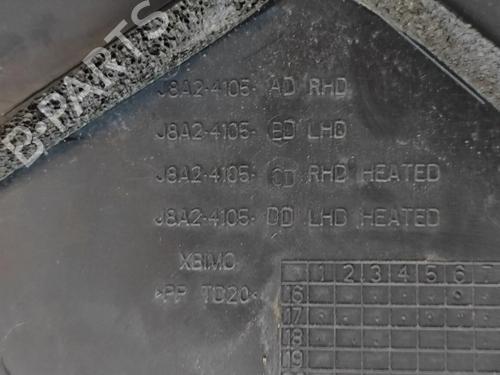 B-PARTS
J8A2-4105- AD RHD
J8A2-4105- BD LHD
J8A2-4105- CD RHD HEATED
J8A2-4105- DD LHD HEATED
XBIMO
>PP TD20<
1 2 3 4 5 6 7
16
17
18
19